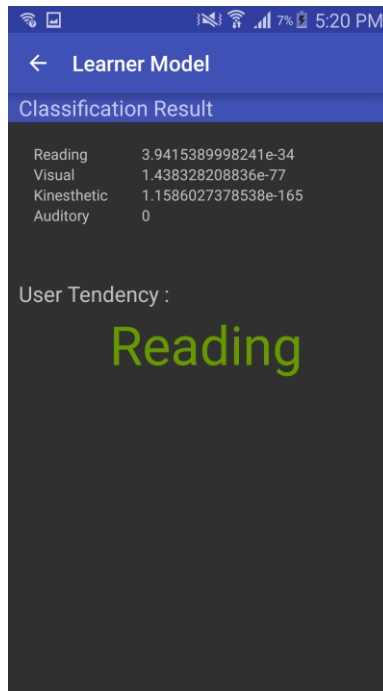 7% 5:20 PM
Learner Model
Classification Result
Reading 3.9415389998241e-34
Visual 1.438328208836e-77
Kinesthetic 1.1586027378538e-165
Auditory 0
User Tendency :
Reading